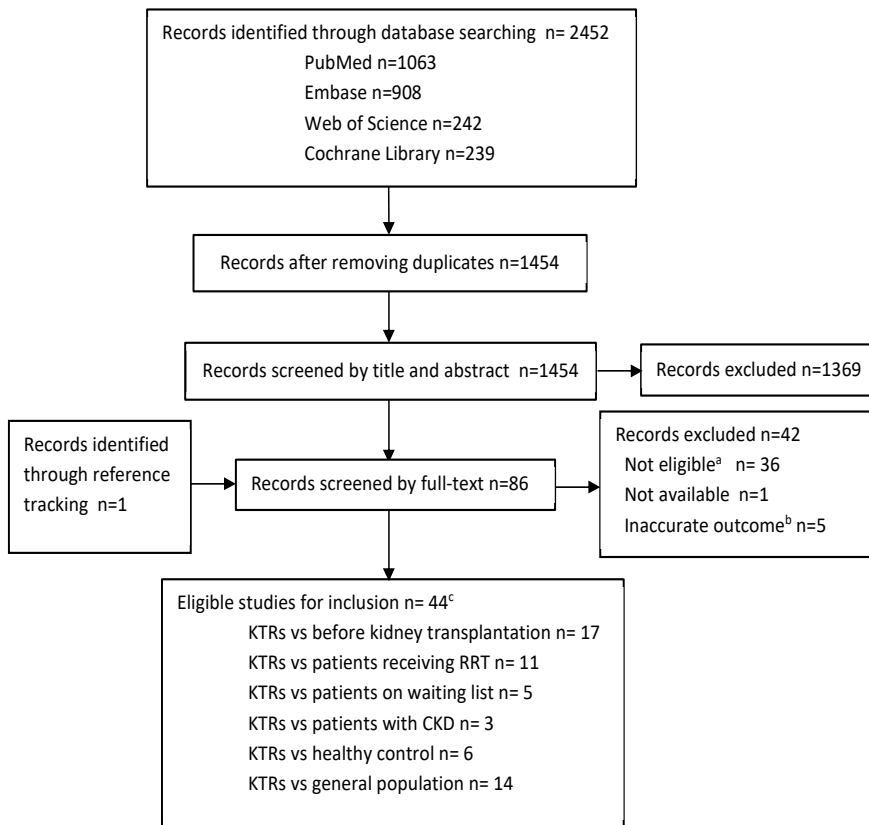 Records identified through database searching n= 2452
PubMed n=1063
Embase n=908
Web of Science n=242
Cochrane Library n=239
Records after removing duplicates n=1454
Records screened by title and abstract n=1454
Records excluded n=1369
Records identified
through reference
tracking n=1
Records screened by full-text n=86
Records excluded n=42
Not eligibleᵃ n= 36
Not available n=1
Inaccurate outcomeᵇ n=5
Eligible studies for inclusion n= 44ᶜ
KTRs vs before kidney transplantation n= 17
KTRs vs patients receiving RRT n= 11
KTRs vs patients on waiting list n= 5
KTRs vs patients with CKD n= 3
KTRs vs healthy control n= 6
KTRs vs general population n= 14